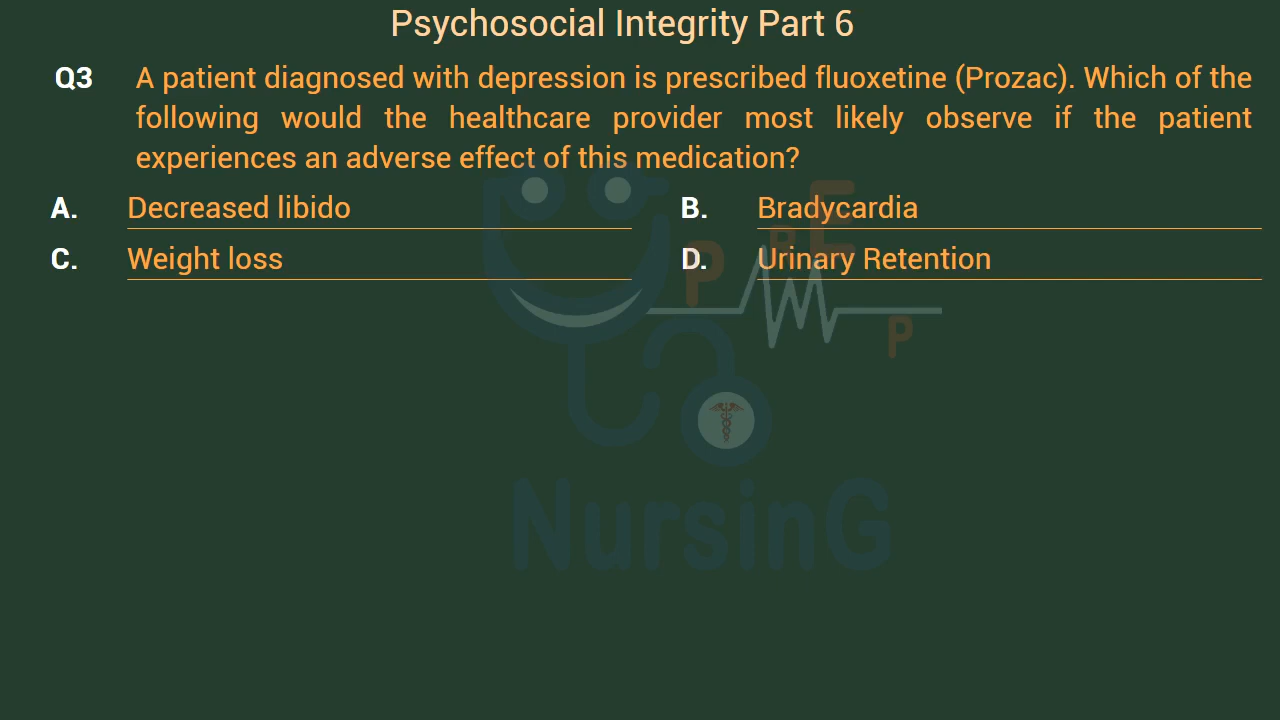 Psychosocial Integrity Part 6
Q3 A patient diagnosed with depression is prescribed fluoxetine (Prozac). Which of the
following would the healthcare provider most likely observe if the patient
experiences an adverse effect of this medication?
A. Decreased libido B. Bradycardia
C. Weight loss D. Urinary Retention
P P E P
NursinG